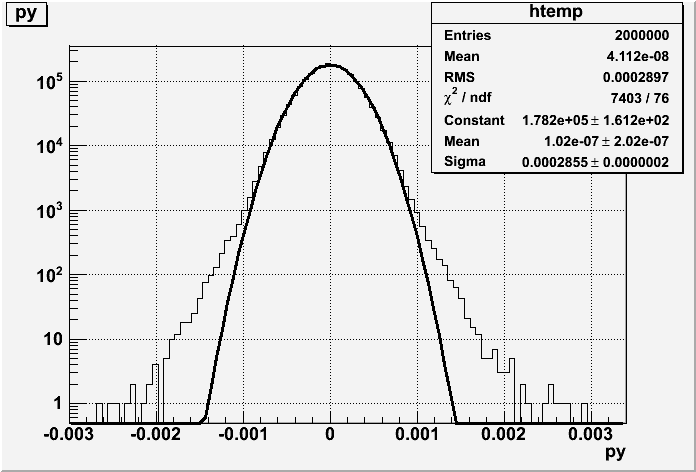 py
htemp
Entries 2000000
Mean 4.112e-08
RMS 0.0002897
χ² / ndf 7403 / 76
Constant 1.782e+05 ± 1.612e+02
Mean 1.02e-07 ± 2.02e-07
Sigma 0.0002855 ± 0.0000002
10⁵
10⁴
10³
10²
10
1
-0.003 -0.002 -0.001 0 0.001 0.002 0.003
py